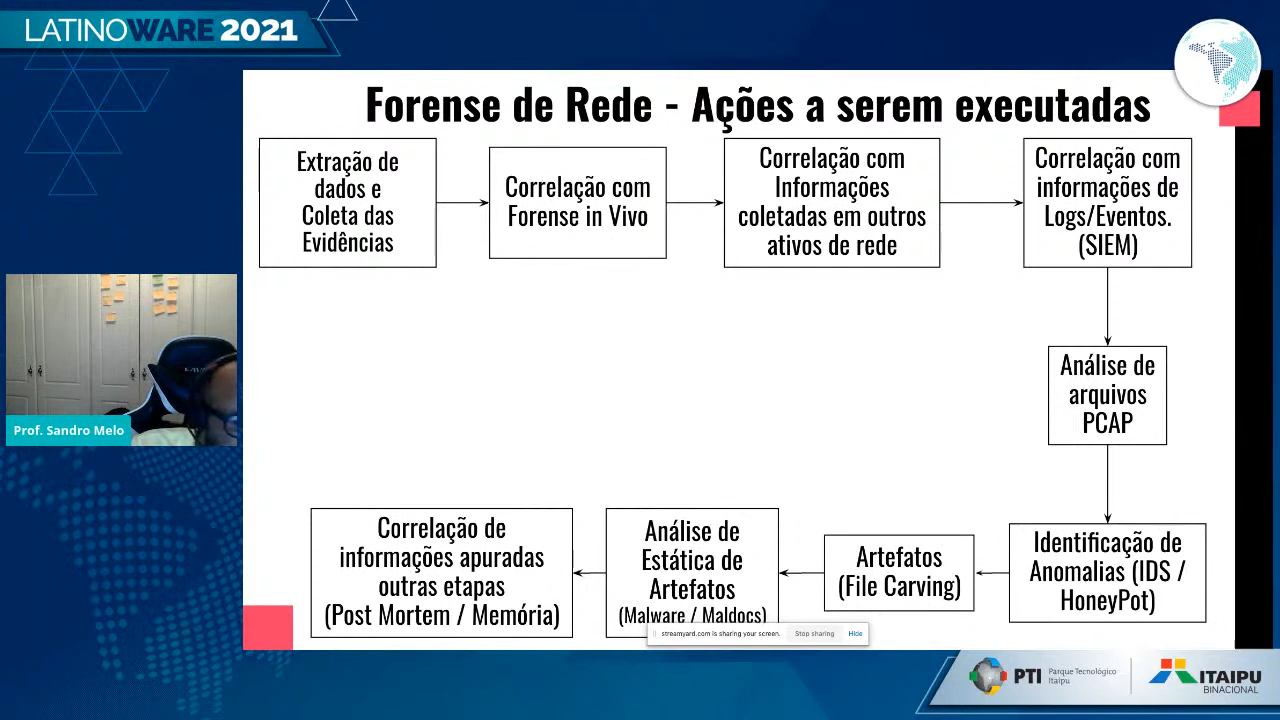 LATINOWARE 2021
Forense de Rede - Ações a serem executadas
Extração de
dados e
Coleta das
Evidências
Correlação com
Forense in Vivo
Correlação com
Informações
coletadas em outros
ativos de rede
Correlação com
informações de
Logs/Eventos.
(SIEM)
Análise de
arquivos
PCAP
Identificação de
Anomalias (IDS /
HoneyPot)
Artefatos
(File Carving)
Análise de
Estática de
Artefatos
(Malware / Maldocs)
Correlação de
informações apuradas
outras etapas
(Post Mortem / Memória)
Prof. Sandro Melo
streamyard.com is sharing your screen.
Stop sharing
Hide
PTI
Parque Tecnológico
Itaipu
ITAIPU
BINACIONAL